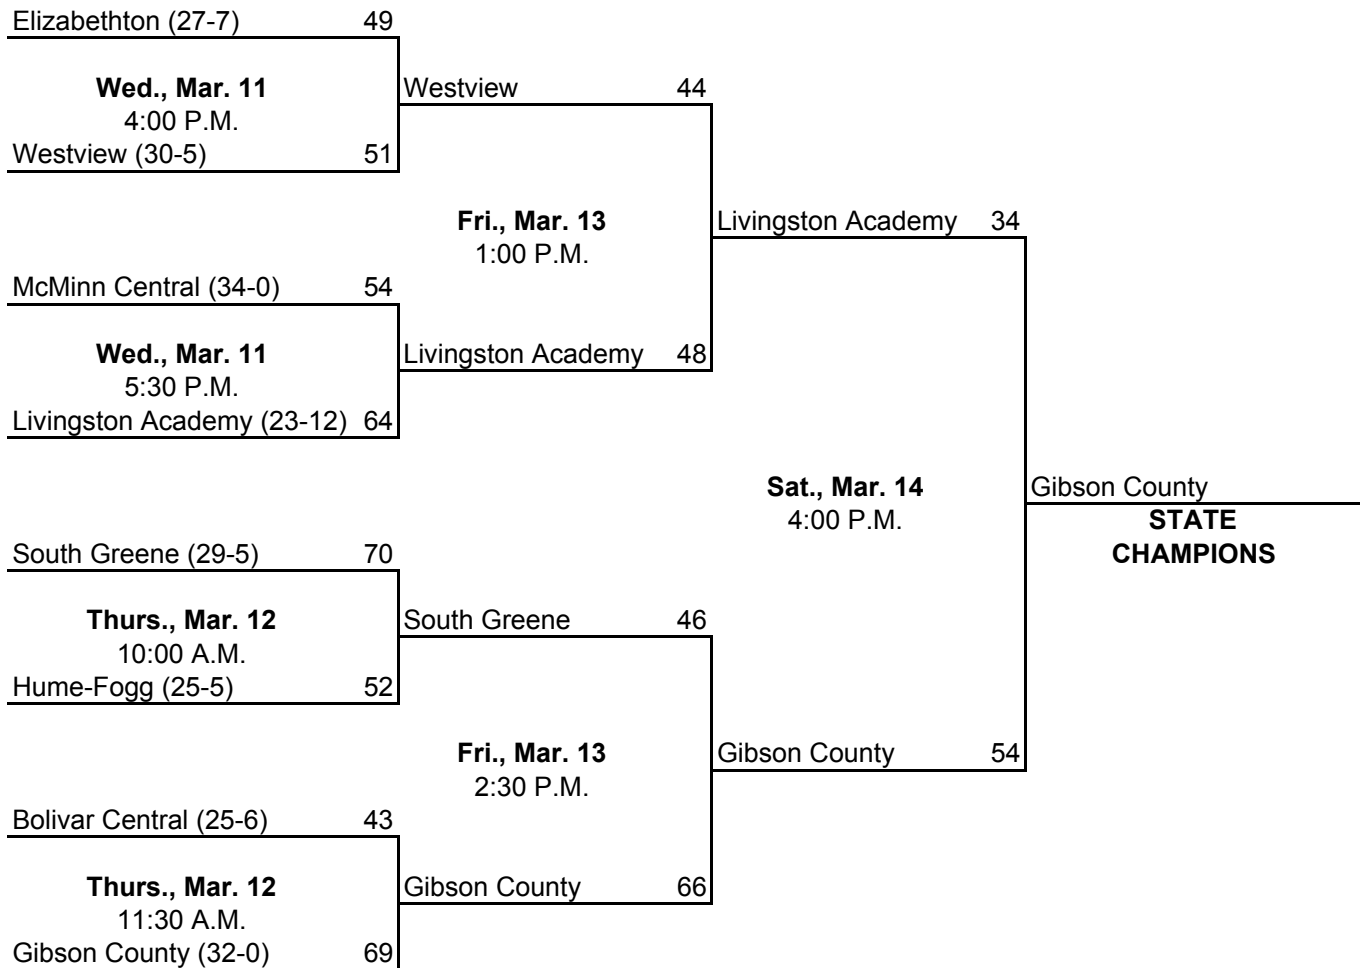 Elizabethton (27-7) 49
Wed., Mar. 11
Westview 44
4:00 P.M.
Westview (30-5) 51
Fri., Mar. 13
Livingston Academy 34
1:00 P.M.
McMinn Central (34-0) 54
Wed., Mar. 11
Livingston Academy 48
5:30 P.M.
Livingston Academy (23-12) 64
Sat., Mar. 14
Gibson County
4:00 P.M.
STATE
CHAMPIONS
South Greene (29-5) 70
Thurs., Mar. 12
South Greene 46
10:00 A.M.
Hume-Fogg (25-5) 52
Fri., Mar. 13
Gibson County 54
2:30 P.M.
Bolivar Central (25-6) 43
Thurs., Mar. 12
Gibson County 66
11:30 A.M.
Gibson County (32-0) 69